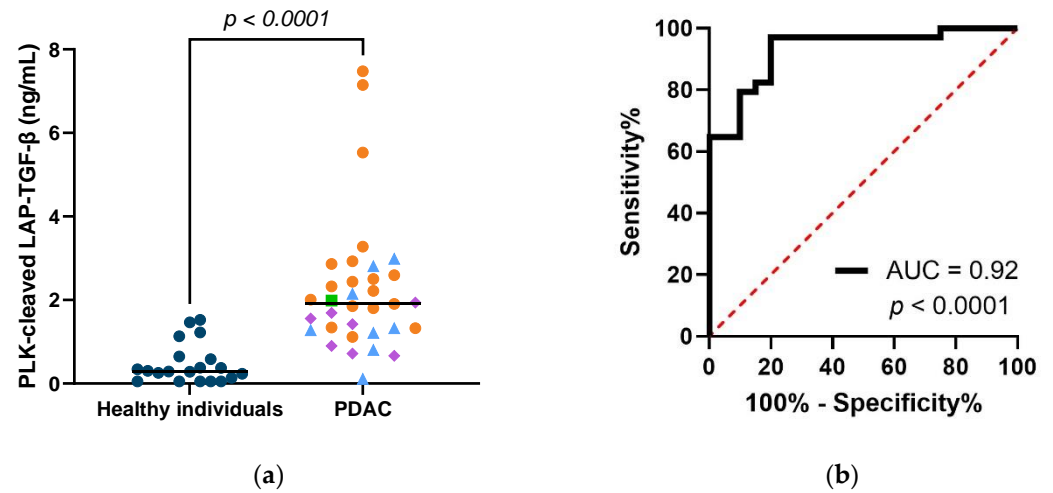 p < 0.0001
PLK-cleaved LAP-TGF-β (ng/mL)
8
6
4
2
0
Healthy individuals
PDAC
(a)
Sensitivity%
100
80
60
40
20
0
AUC = 0.92
p < 0.0001
0 20 40 60 80 100
100% - Specificity%
(b)